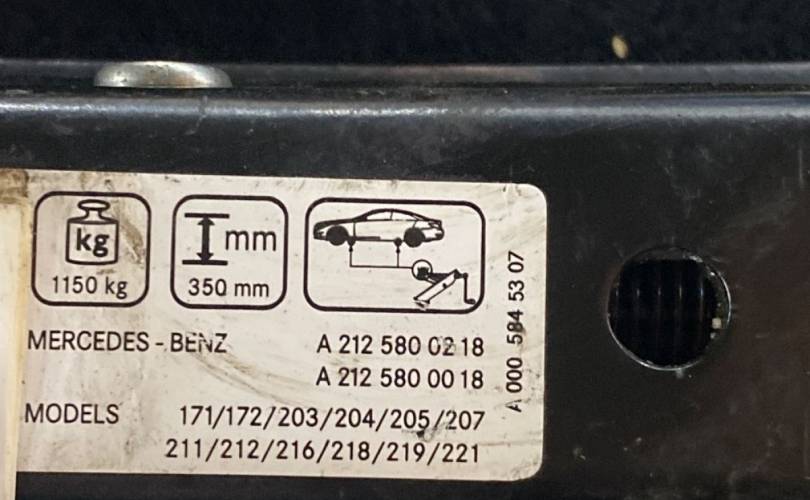 kg
1150 kg
mm
350 mm
MERCEDES - BENZ
A 212 580 02 18
A 212 580 00 18
MODELS 171/172/203/204/205/207
211/212/216/218/219/221
A 000 584 53 07